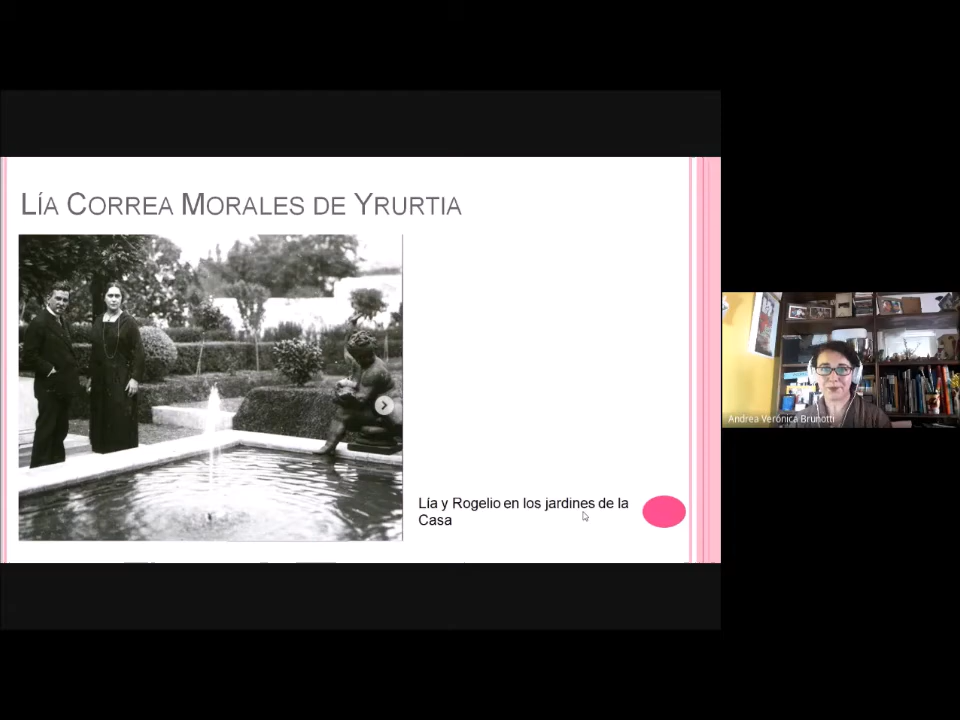 LÍA CORREA MORALES DE YRURTIA
Lía y Rogelio en los jardines de la
Casa
Andrea Verónica Brunotti